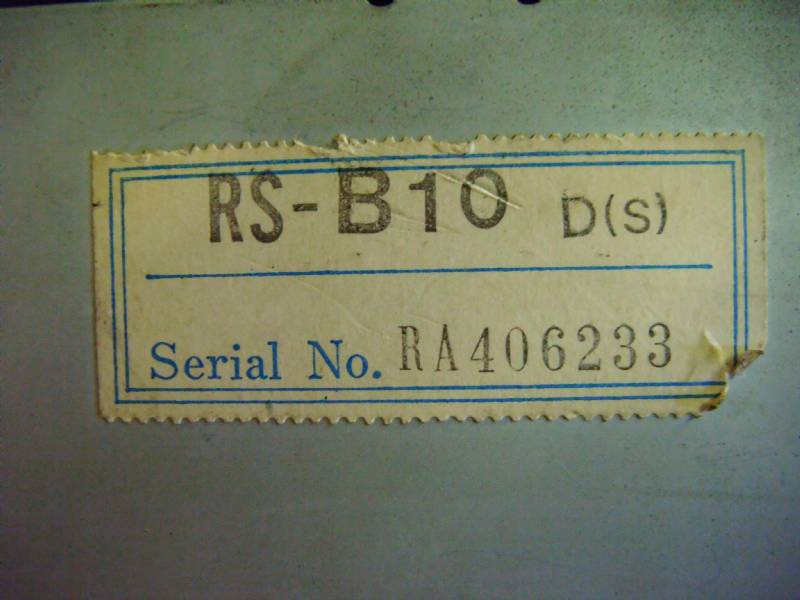 RS-B10 D(S)
Serial No. RA406233